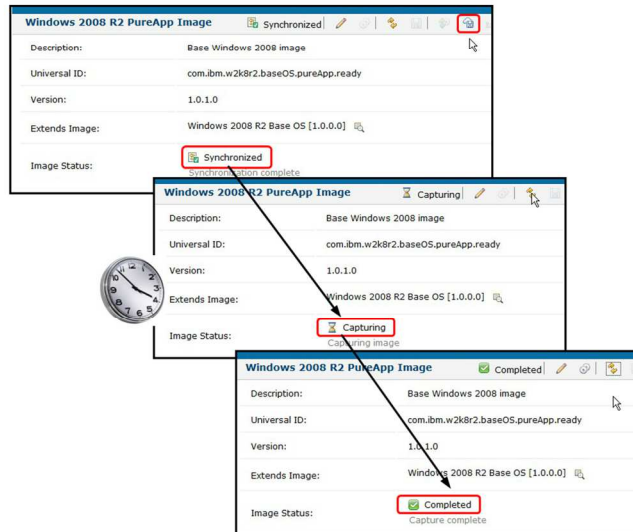 Windows 2008 R2 PureApp Image Synchronized
Description: Base Windows 2008 image
Universal ID: com.ibm.w2k8r2.baseOS.pureApp.ready
Version: 1.0.1.0
Extends Image: Windows 2008 R2 Base OS [1.0.0.0]
Image Status: Synchronized
Synchronization complete
Windows 2008 R2 PureApp Image Capturing
Description: Base Windows 2008 image
Universal ID: com.ibm.w2k8r2.baseOS.pureApp.ready
Version: 1.0.1.0
Extends Image: Windows 2008 R2 Base OS [1.0.0.0]
Image Status: Capturing
Capturing image
Windows 2008 R2 PureApp Image Completed
Description: Base Windows 2008 image
Universal ID: com.ibm.w2k8r2.baseOS.pureApp.ready
Version: 1.0.1.0
Extends Image: Windows 2008 R2 Base OS [1.0.0.0]
Image Status: Completed
Capture complete